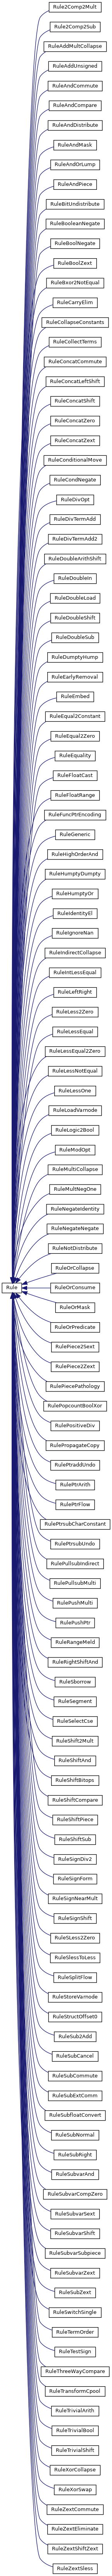 Rule2Comp2Mult
Rule2Comp2Sub
RuleAddMultCollapse
RuleAddUnsigned
RuleAndCommute
RuleAndCompare
RuleAndDistribute
RuleAndMask
RuleAndOrLump
RuleAndPiece
RuleBitUndistribute
RuleBooleanNegate
RuleBoolNegate
RuleBoolZext
RuleBxor2NotEqual
RuleCarryElim
RuleCollapseConstants
RuleCollectTerms
RuleConcatCommute
RuleConcatLeftShift
RuleConcatShift
RuleConcatZero
RuleConcatZext
RuleConditionalMove
RuleCondNegate
RuleDivOpt
RuleDivTermAdd
RuleDivTermAdd2
RuleDoubleArithShift
RuleDoubleIn
RuleDoubleLoad
RuleDoubleShift
RuleDoubleSub
RuleDumptyHump
RuleEarlyRemoval
RuleEmbed
RuleEqual2Constant
RuleEqual2Zero
RuleEquality
RuleFloatCast
RuleFloatRange
RuleFuncPtrEncoding
RuleGeneric
RuleHighOrderAnd
RuleHumptyDumpty
RuleHumptyOr
RuleIdentityEl
RuleIgnoreNan
RuleIndirectCollapse
RuleIntLessEqual
RuleLeftRight
RuleLess2Zero
RuleLessEqual
RuleLessEqual2Zero
RuleLessNotEqual
RuleLessOne
RuleLoadVarnode
RuleLogic2Bool
RuleModOpt
RuleMultiCollapse
RuleMultNegOne
RuleNegateIdentity
RuleNegateNegate
RuleNotDistribute
RuleOrCollapse
Rule
RuleOrConsume
RuleOrMask
RuleOrPredicate
RulePiece2Sext
RulePiece2Zext
RulePiecePathology
RulePopcountBoolXor
RulePositiveDiv
RulePropagateCopy
RulePtraddUndo
RulePtrArith
RulePtrFlow
RulePtrsubCharConstant
RulePtrsubUndo
RulePullsubIndirect
RulePullsubMulti
RulePushMulti
RulePushPtr
RuleRangeMeld
RuleRightShiftAnd
RuleSborrow
RuleSegment
RuleSelectCse
RuleShift2Mult
RuleShiftAnd
RuleShiftBitops
RuleShiftCompare
RuleShiftPiece
RuleShiftSub
RuleSignDiv2
RuleSignForm
RuleSignNearMult
RuleSignShift
RuleSLess2Zero
RuleSlessToLess
RuleSplitFlow
RuleStoreVarnode
RuleStructOffset0
RuleSub2Add
RuleSubCancel
RuleSubCommute
RuleSubExtComm
RuleSubfloatConvert
RuleSubNormal
RuleSubRight
RuleSubvarAnd
RuleSubvarCompZero
RuleSubvarSext
RuleSubvarShift
RuleSubvarSubpiece
RuleSubvarZext
RuleSubZext
RuleSwitchSingle
RuleTermOrder
RuleTestSign
RuleThreeWayCompare
RuleTransformCpool
RuleTrivialArith
RuleTrivialBool
RuleTrivialShift
RuleXorCollapse
RuleXorSwap
RuleZextCommute
RuleZextEliminate
RuleZextShiftZext
RuleZextSless